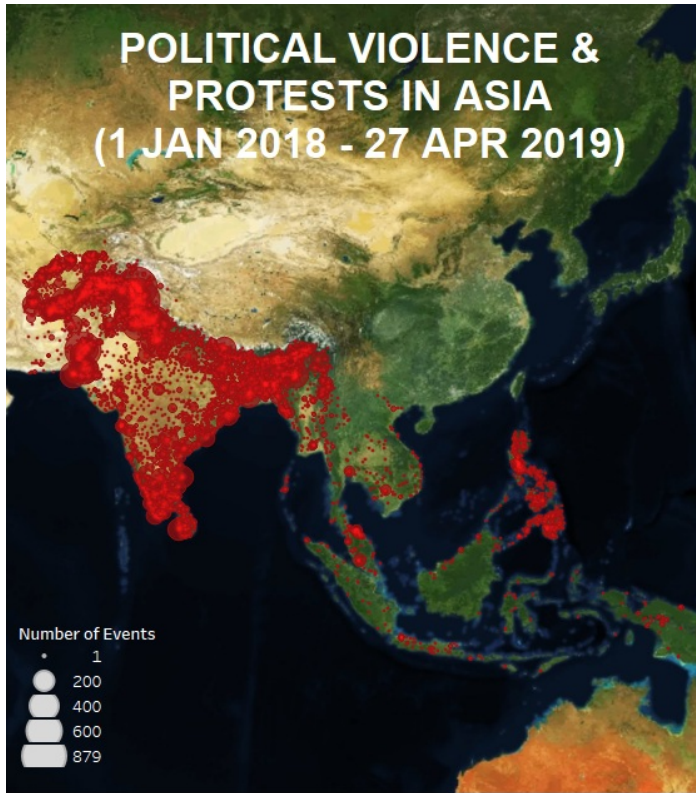 POLITICAL VIOLENCE &
PROTESTS IN ASIA
(1 JAN 2018 - 27 APR 2019)
Number of Events
1
200
400
600
879